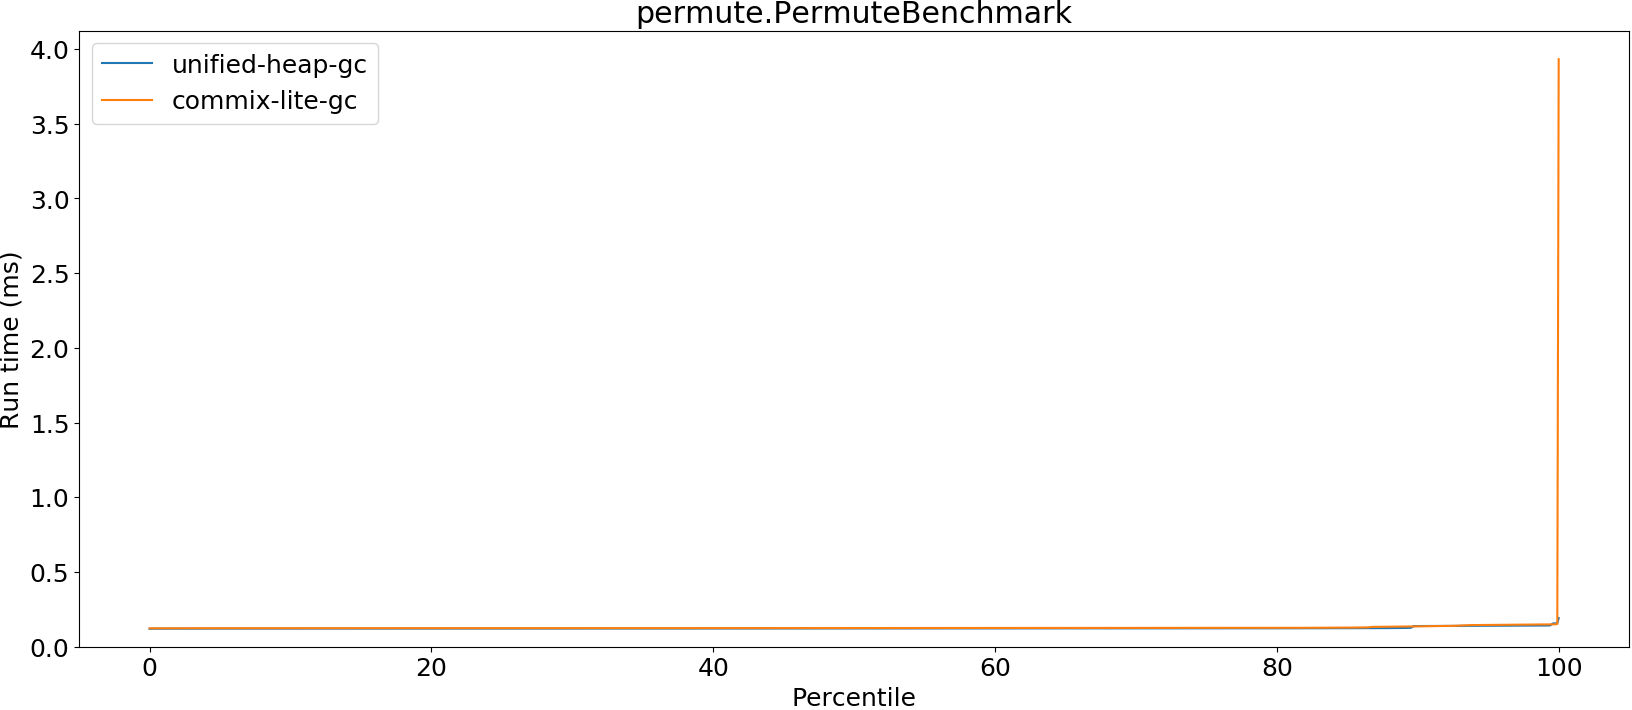 permute.PermuteBenchmark
unified-heap-gc
commix-lite-gc
Run time (ms)
4.0
3.5
3.0
2.5
2.0
1.5
1.0
0.5
0.0
0 20 40 60 80 100
Percentile